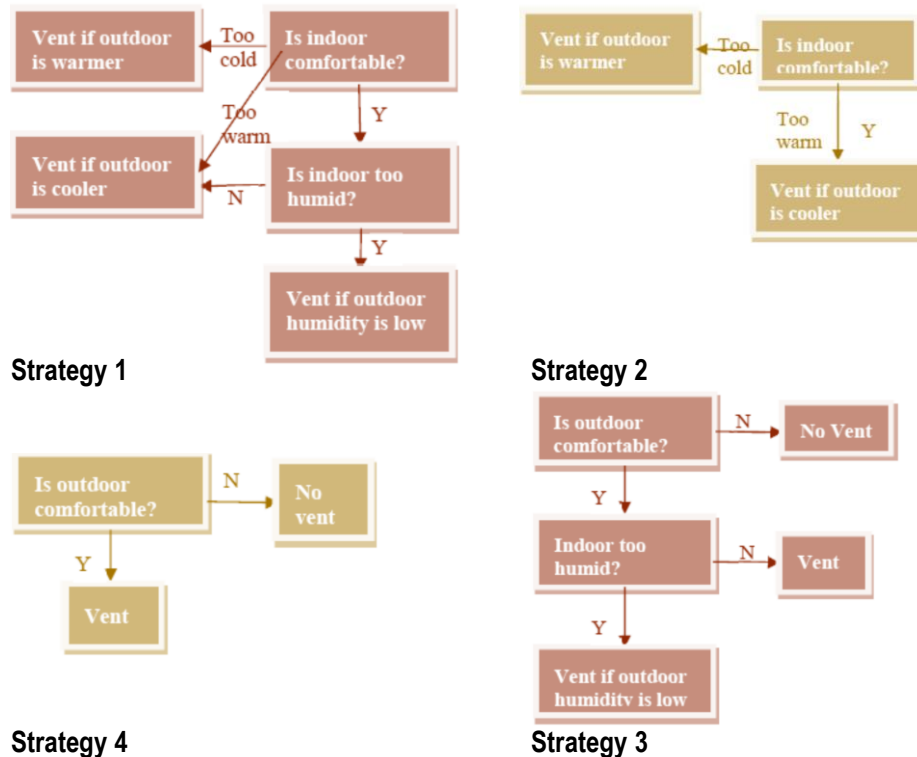 Vent if outdoor
is warmer
Too
cold
Is indoor
comfortable?
Too
warm
Y
Vent if outdoor
is cooler
N
Is indoor too
humid?
Y
Vent if outdoor
humidity is low
Strategy 1
Vent if outdoor
is warmer
Too
cold
Is indoor
comfortable?
Too
warm
Y
Vent if outdoor
is cooler
Strategy 2
Is outdoor
comfortable?
N
No
vent
Y
Vent
Strategy 4
Is outdoor
comfortable?
N
No Vent
Y
Indoor too
humid?
N
Vent
Y
Vent if outdoor
humidity is low
Strategy 3